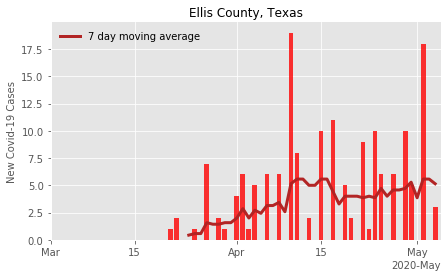 Ellis County, Texas
7 day moving average
New Covid-19 Cases
17.5
15.0
12.5
10.0
7.5
5.0
2.5
0.0
Mar 15 Apr 15 May
2020-May